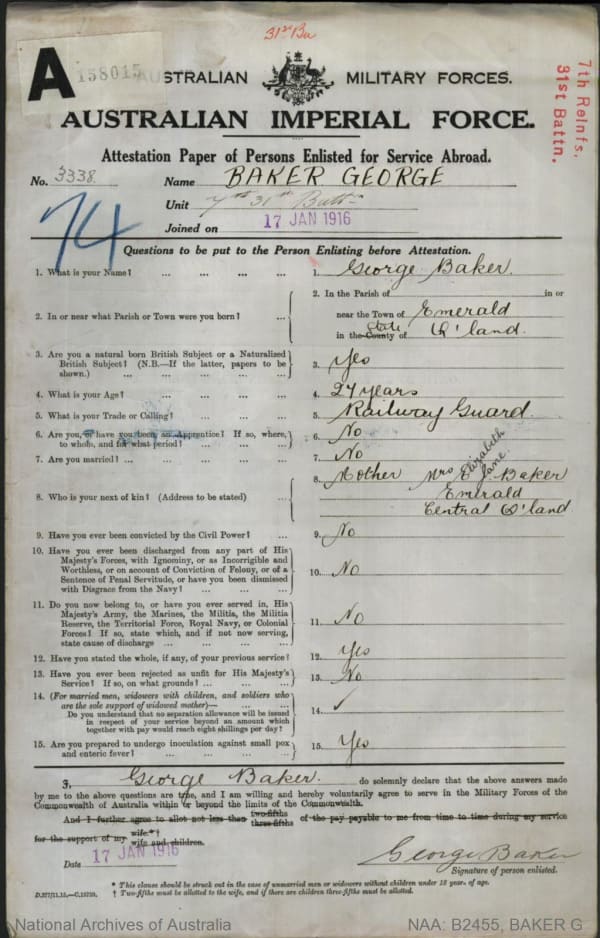 31st Bn
A 158015
AUSTRALIAN MILITARY FORCES.
AUSTRALIAN IMPERIAL FORCE.
7th Reinfs,
31st Battn.
Attestation Paper of Persons Enlisted for Service Abroad.
No. 3338 Name BAKER GEORGE
Unit 7th 31st Battn
Joined on 17 JAN 1916
74
Questions to be put to the Person Enlisting before Attestation.
1. What is your Name? ... ... ... ... 1. George Baker.
2. In or near what Parish or Town were you born? ... 2. In the Parish of in or
near the Town of Emerald
in the County of State Q'land.
3. Are you a natural born British Subject or a Naturalized
British Subject? (N.B.—If the latter, papers to be
shown.) ... ... ... ... 3. Yes
4. What is your Age? ... ... ... ... 4. 27 years
5. What is your Trade or Calling? ... ... ... 5. Railway Guard.
6. Are you, or have you been, an Apprentice? If so, where,
to whom, and for what period? ... ... 6. No
7. Are you married? ... ... ... ... ... 7. No
8. Who is your next of kin? (Address to be stated) ... 8. Mother Mrs E J Baker
Elizabeth
Jane
Emerald
Central Q'land
9. Have you ever been convicted by the Civil Power? ... 9. No
10. Have you ever been discharged from any part of His
Majesty's Forces, with Ignominy, or as Incorrigible and
Worthless, or on account of Conviction of Felony, or of a
Sentence of Penal Servitude, or have you been dismissed
with Disgrace from the Navy? ... ... ... 10. No
11. Do you now belong to, or have you ever served in, His
Majesty's Army, the Marines, the Militia, the Militia
Reserve, the Territorial Force, Royal Navy, or Colonial
Forces? If so, state which, and if not now serving,
state cause of discharge ... ... ... ... 11. No
12. Have you stated the whole, if any, of your previous service? 12. Yes
13. Have you ever been rejected as unfit for His Majesty's
Service? If so, on what grounds? ... ... ... 13. No
14. (For married men, widowers with children, and soldiers who
are the sole support of widowed mother)— ... ...
Do you understand that no separation allowance will be issued
in respect of your service beyond an amount which
together with pay would reach eight shillings per day? 14. ✓
15. Are you prepared to undergo inoculation against small pox
and enteric fever? ... ... ... ... 15. Yes
I, George Baker. do solemnly declare that the above answers made
by me to the above questions are true, and I am willing and hereby voluntarily agree to serve in the Military Forces of the
Commonwealth of Australia within or beyond the limits of the Commonwealth.
And I further agree to allot not less than two-fifths three-fifths of the pay payable to me from time to time during my service
for the support of my wife.*† wife and children.
Date 17 JAN 1916
George Baker
Signature of person enlisted.
* This clause should be struck out in the case of unmarried men or widowers without children under 18 years of age.
† Two-fifths must be allotted to the wife, and if there are children three-fifths must be allotted.
National Archives of Australia NAA: B2455, BAKER G